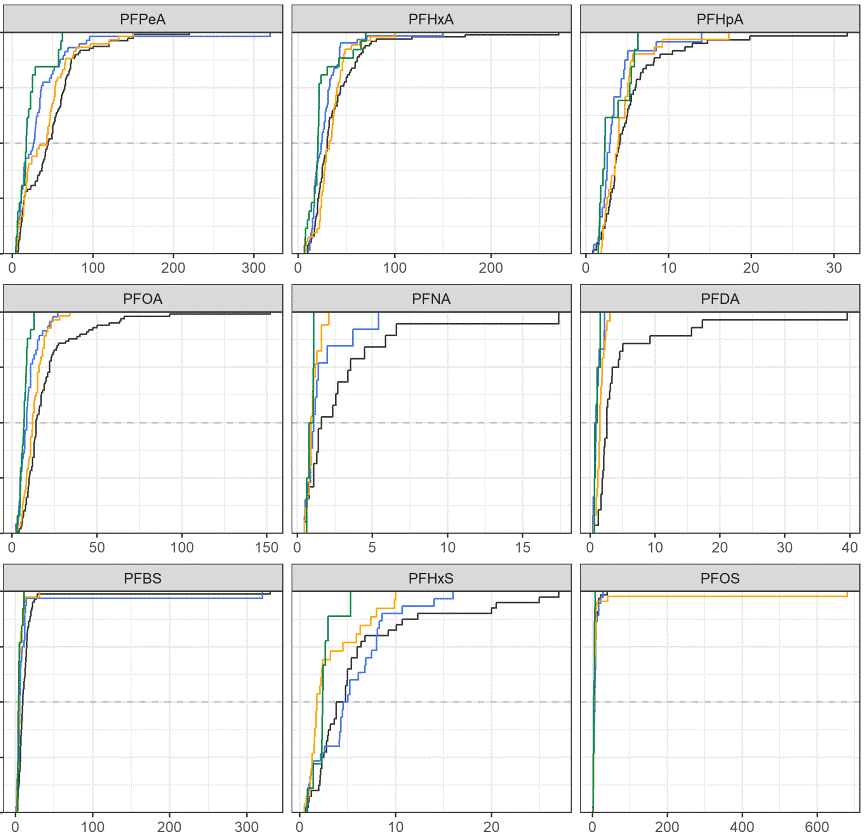 PFPeA PFHxA PFHpA
0 100 200 300 0 100 200 0 10 20 30
PFOA PFNA PFDA
0 50 100 150 0 5 10 15 0 10 20 30 40
PFBS PFHxS PFOS
0 100 200 300 0 10 20 0 200 400 600